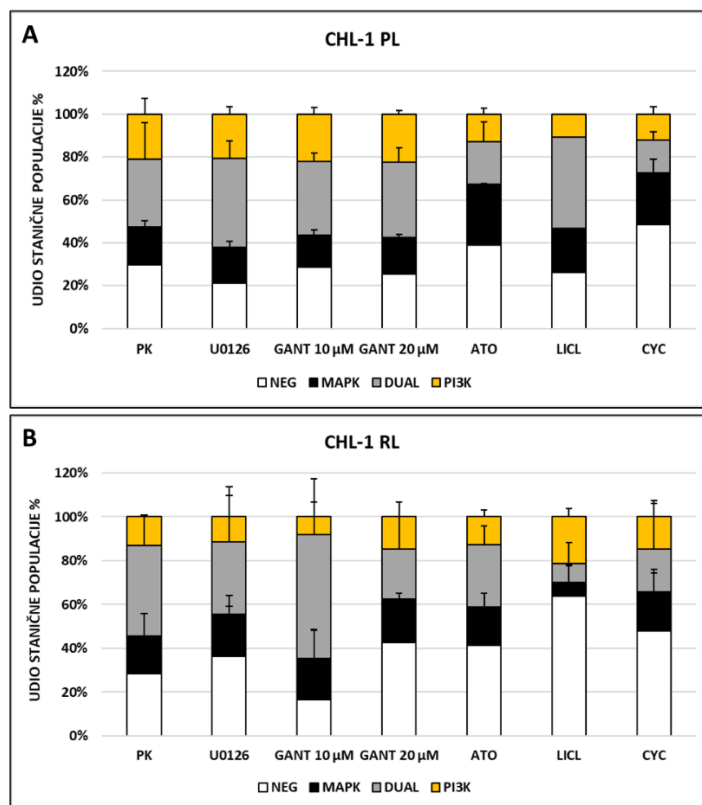 A
CHL-1 PL
UDIO STANIČNE POPULACIJE %
120%
100%
80%
60%
40%
20%
0%
PK U0126 GANT 10 µM GANT 20 µM ATO LICL CYC
NEG MAPK DUAL PI3K
B
CHL-1 RL
UDIO STANIČNE POPULACIJE %
120%
100%
80%
60%
40%
20%
0%
PK U0126 GANT 10 µM GANT 20 µM ATO LICL CYC
NEG MAPK DUAL PI3K